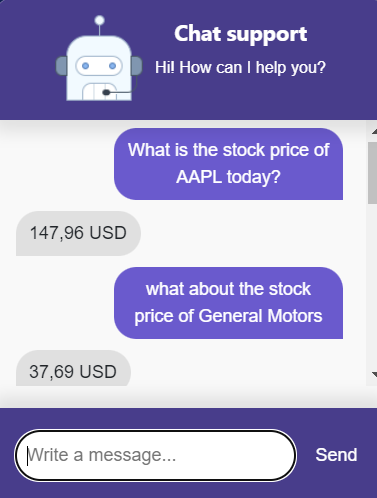 Chat support
Hi! How can I help you?
What is the stock price of
AAPL today?
147,96 USD
what about the stock
price of General Motors
37,69 USD
Write a message...
Send